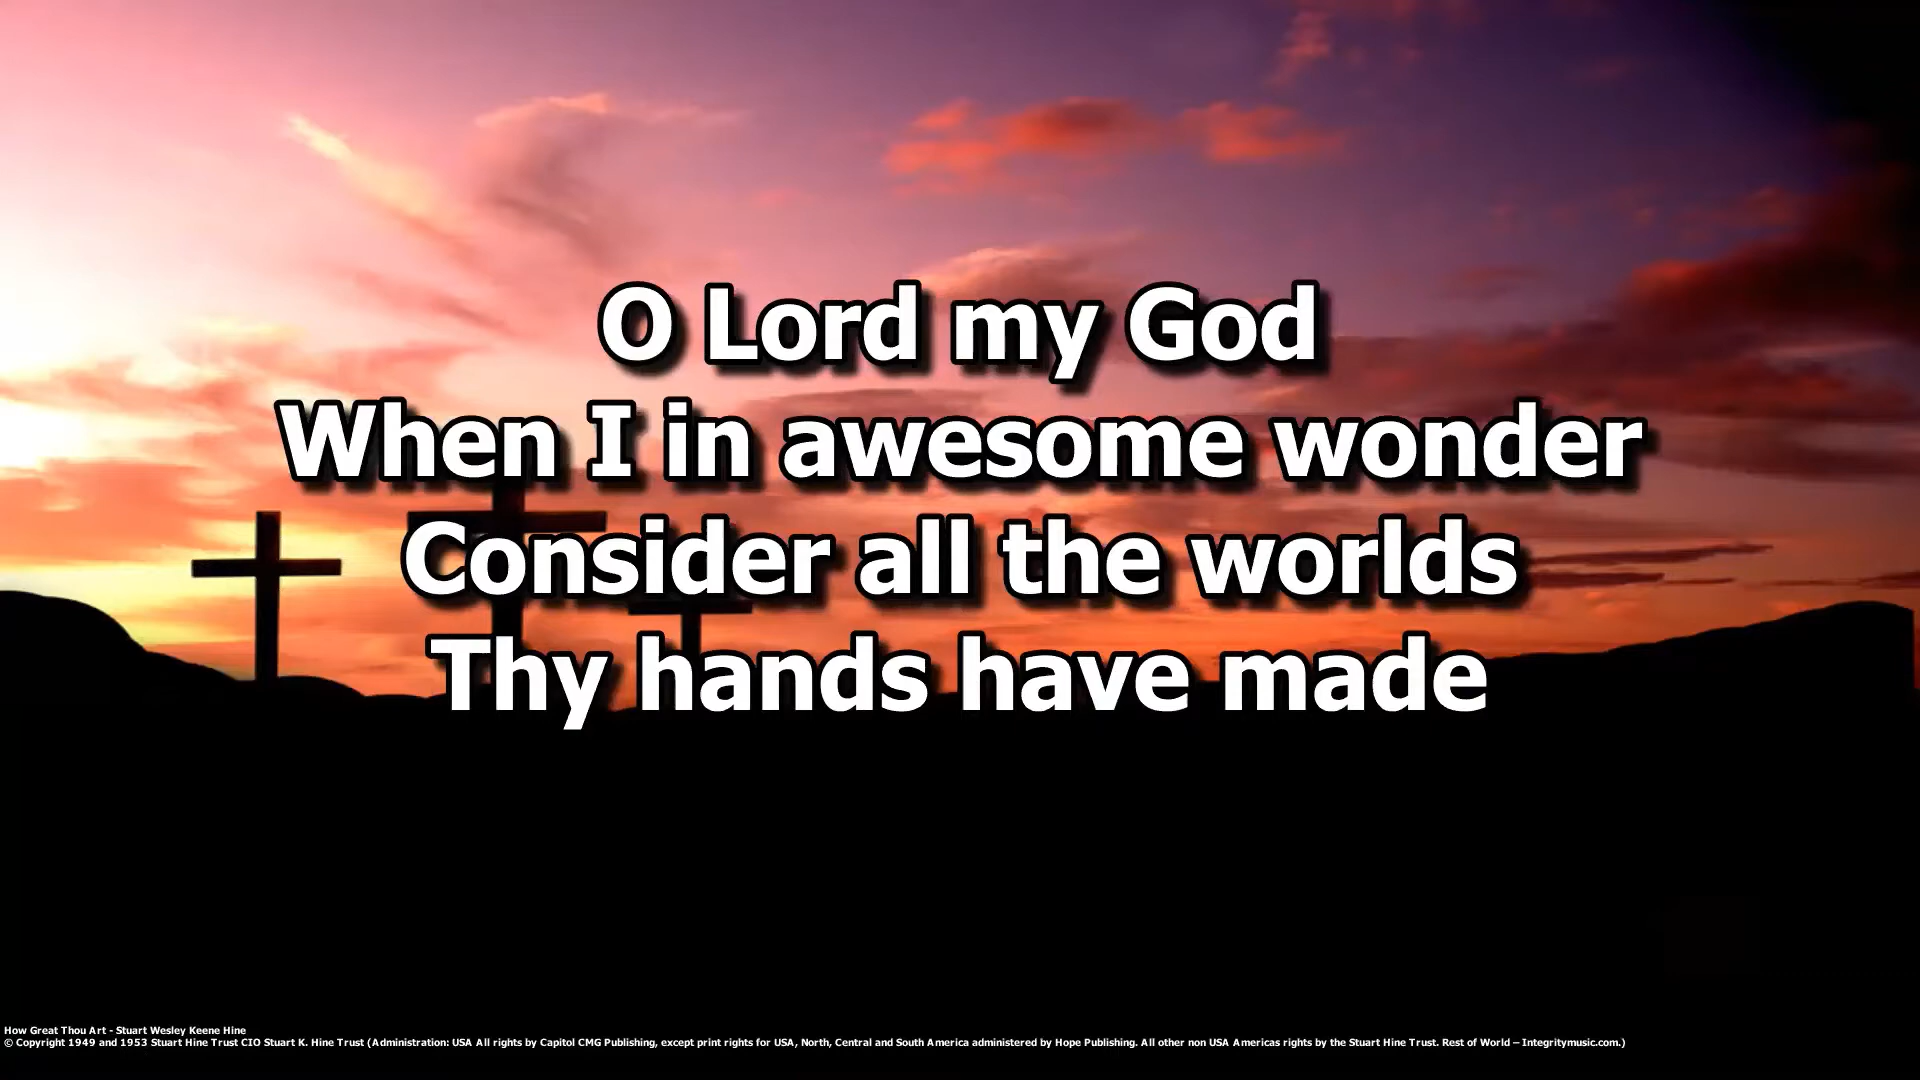 O Lord my God
When I in awesome wonder
Consider all the worlds
Thy hands have made
How Great Thou Art - Stuart Wesley Keene Hine
© Copyright 1949 and 1953 Stuart Hine Trust CIO Stuart K. Hine Trust (Administration: USA All rights by Capitol CMG Publishing, except print rights for USA, North, Central and South America administered by Hope Publishing. All other non USA Americas rights by the Stuart Hine Trust. Rest of World – Integritymusic.com.)